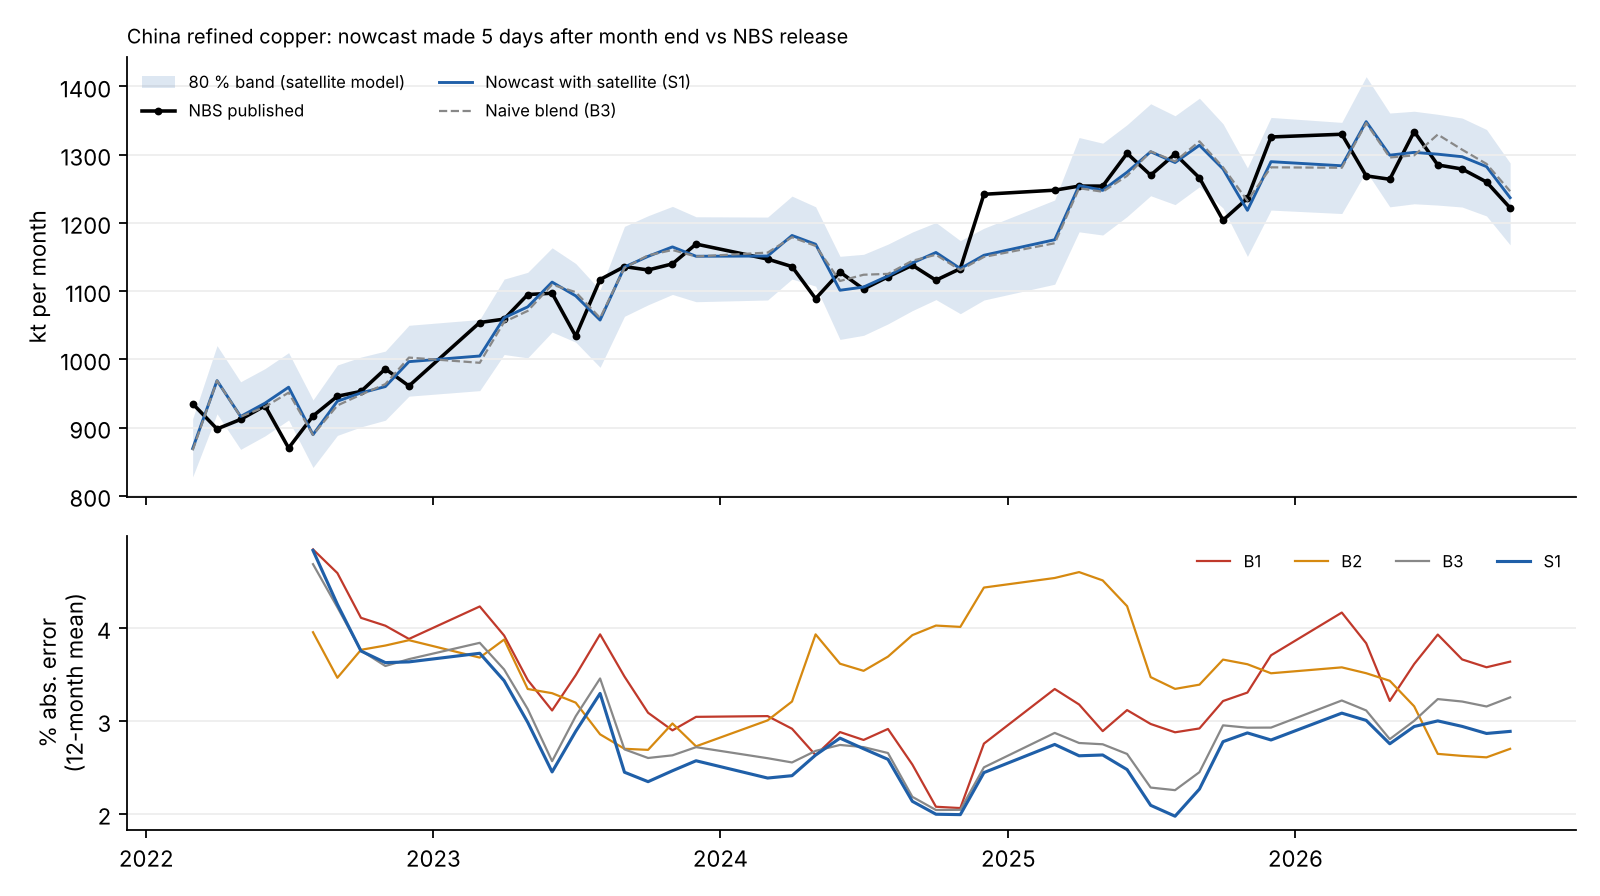 China refined copper: nowcast made 5 days after month end vs NBS release
80 % band (satellite model)
NBS published
Nowcast with satellite (S1)
Naive blend (B3)
kt per month
1400
1300
1200
1100
1000
900
800
B1
B2
B3
S1
% abs. error
(12-month mean)
4
3
2
2022
2023
2024
2025
2026